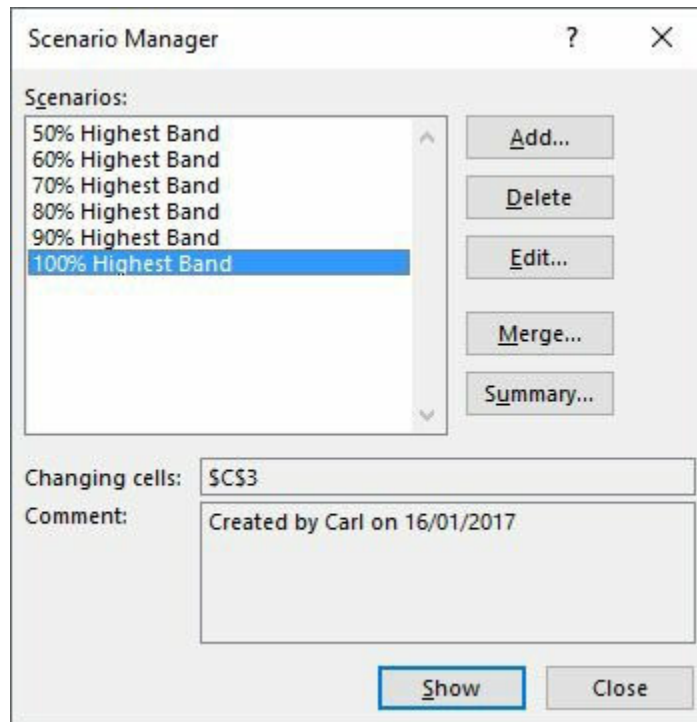 Scenario Manager
?
Scenarios:
50% Highest Band
60% Highest Band
70% Highest Band
80% Highest Band
90% Highest Band
100% Highest Band
Add...
Delete
Edit...
Merge...
Summary...
Changing cells: $C$3
Comment: Created by Carl on 16/01/2017
Show
Close